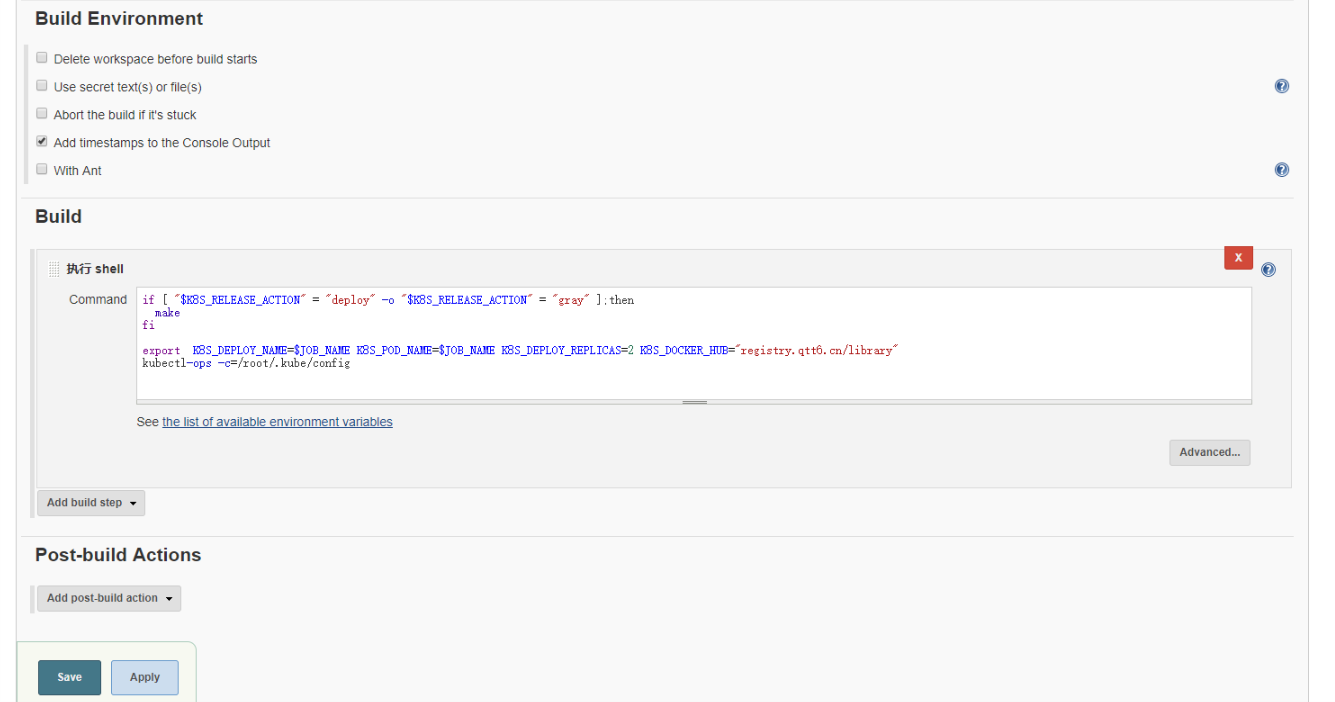 Build Environment
Delete workspace before build starts
Use secret text(s) or file(s)
Abort the build if it's stuck
Add timestamps to the Console Output
With Ant
Build
X
执行 shell
Command
if [ "$K8S_RELEASE_ACTION" = "deploy" -o "$K8S_RELEASE_ACTION" = "gray" ];then
  make
fi
export  K8S_DEPLOY_NAME=$JOB_NAME K8S_POD_NAME=$JOB_NAME K8S_DEPLOY_REPLICAS=2 K8S_DOCKER_HUB="registry.qtt6.cn/library"
kubectl-ops -c=/root/.kube/config
See the list of available environment variables
Advanced...
Add build step
Post-build Actions
Add post-build action
Save Apply